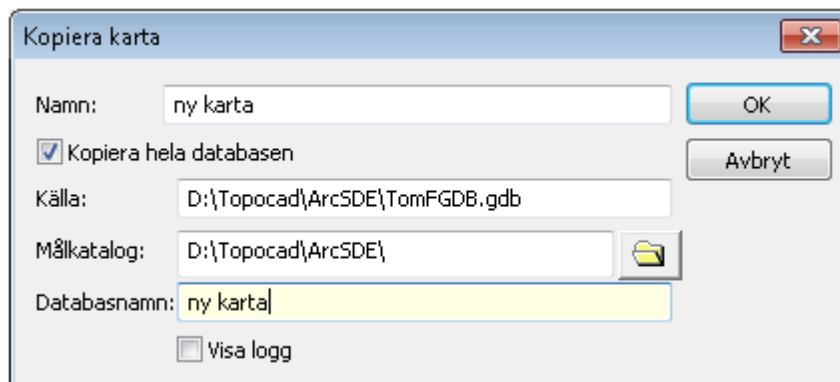 Kopiera karta
Namn: ny karta OK
Kopiera hela databasen Avbryt
Källa: D:\Topocad\ArcSDE\TomFGDB.gdb
Målkatalog: D:\Topocad\ArcSDE\
Databasnamn: ny karta
Visa logg